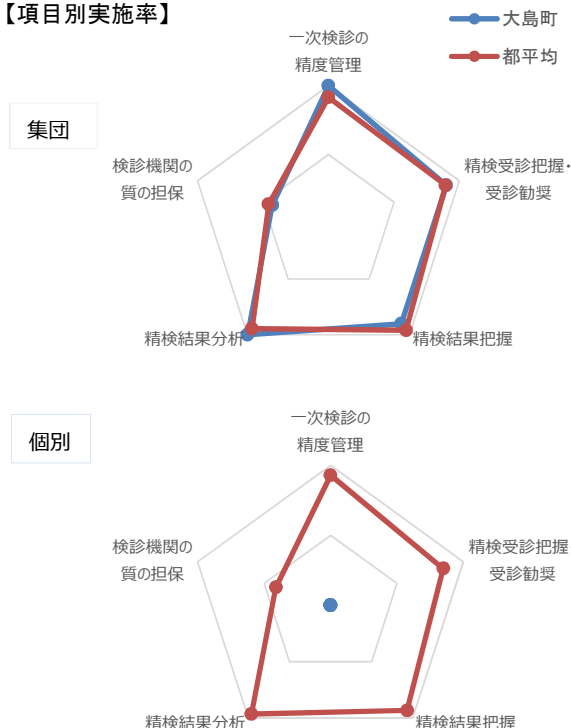 【項目別実施率】
大島町
都平均
集団
一次検診の
精度管理
精検受診把握・
受診勧奨
精検結果把握
精検結果分析
検診機関の
質の担保
個別
一次検診の
精度管理
精検受診把握
受診勧奨
精検結果把握
精検結果分析
検診機関の
質の担保